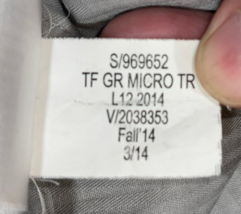 S/969652
TF GR MICRO TR
L12 2014
V/2038353
Fall'14
3/14